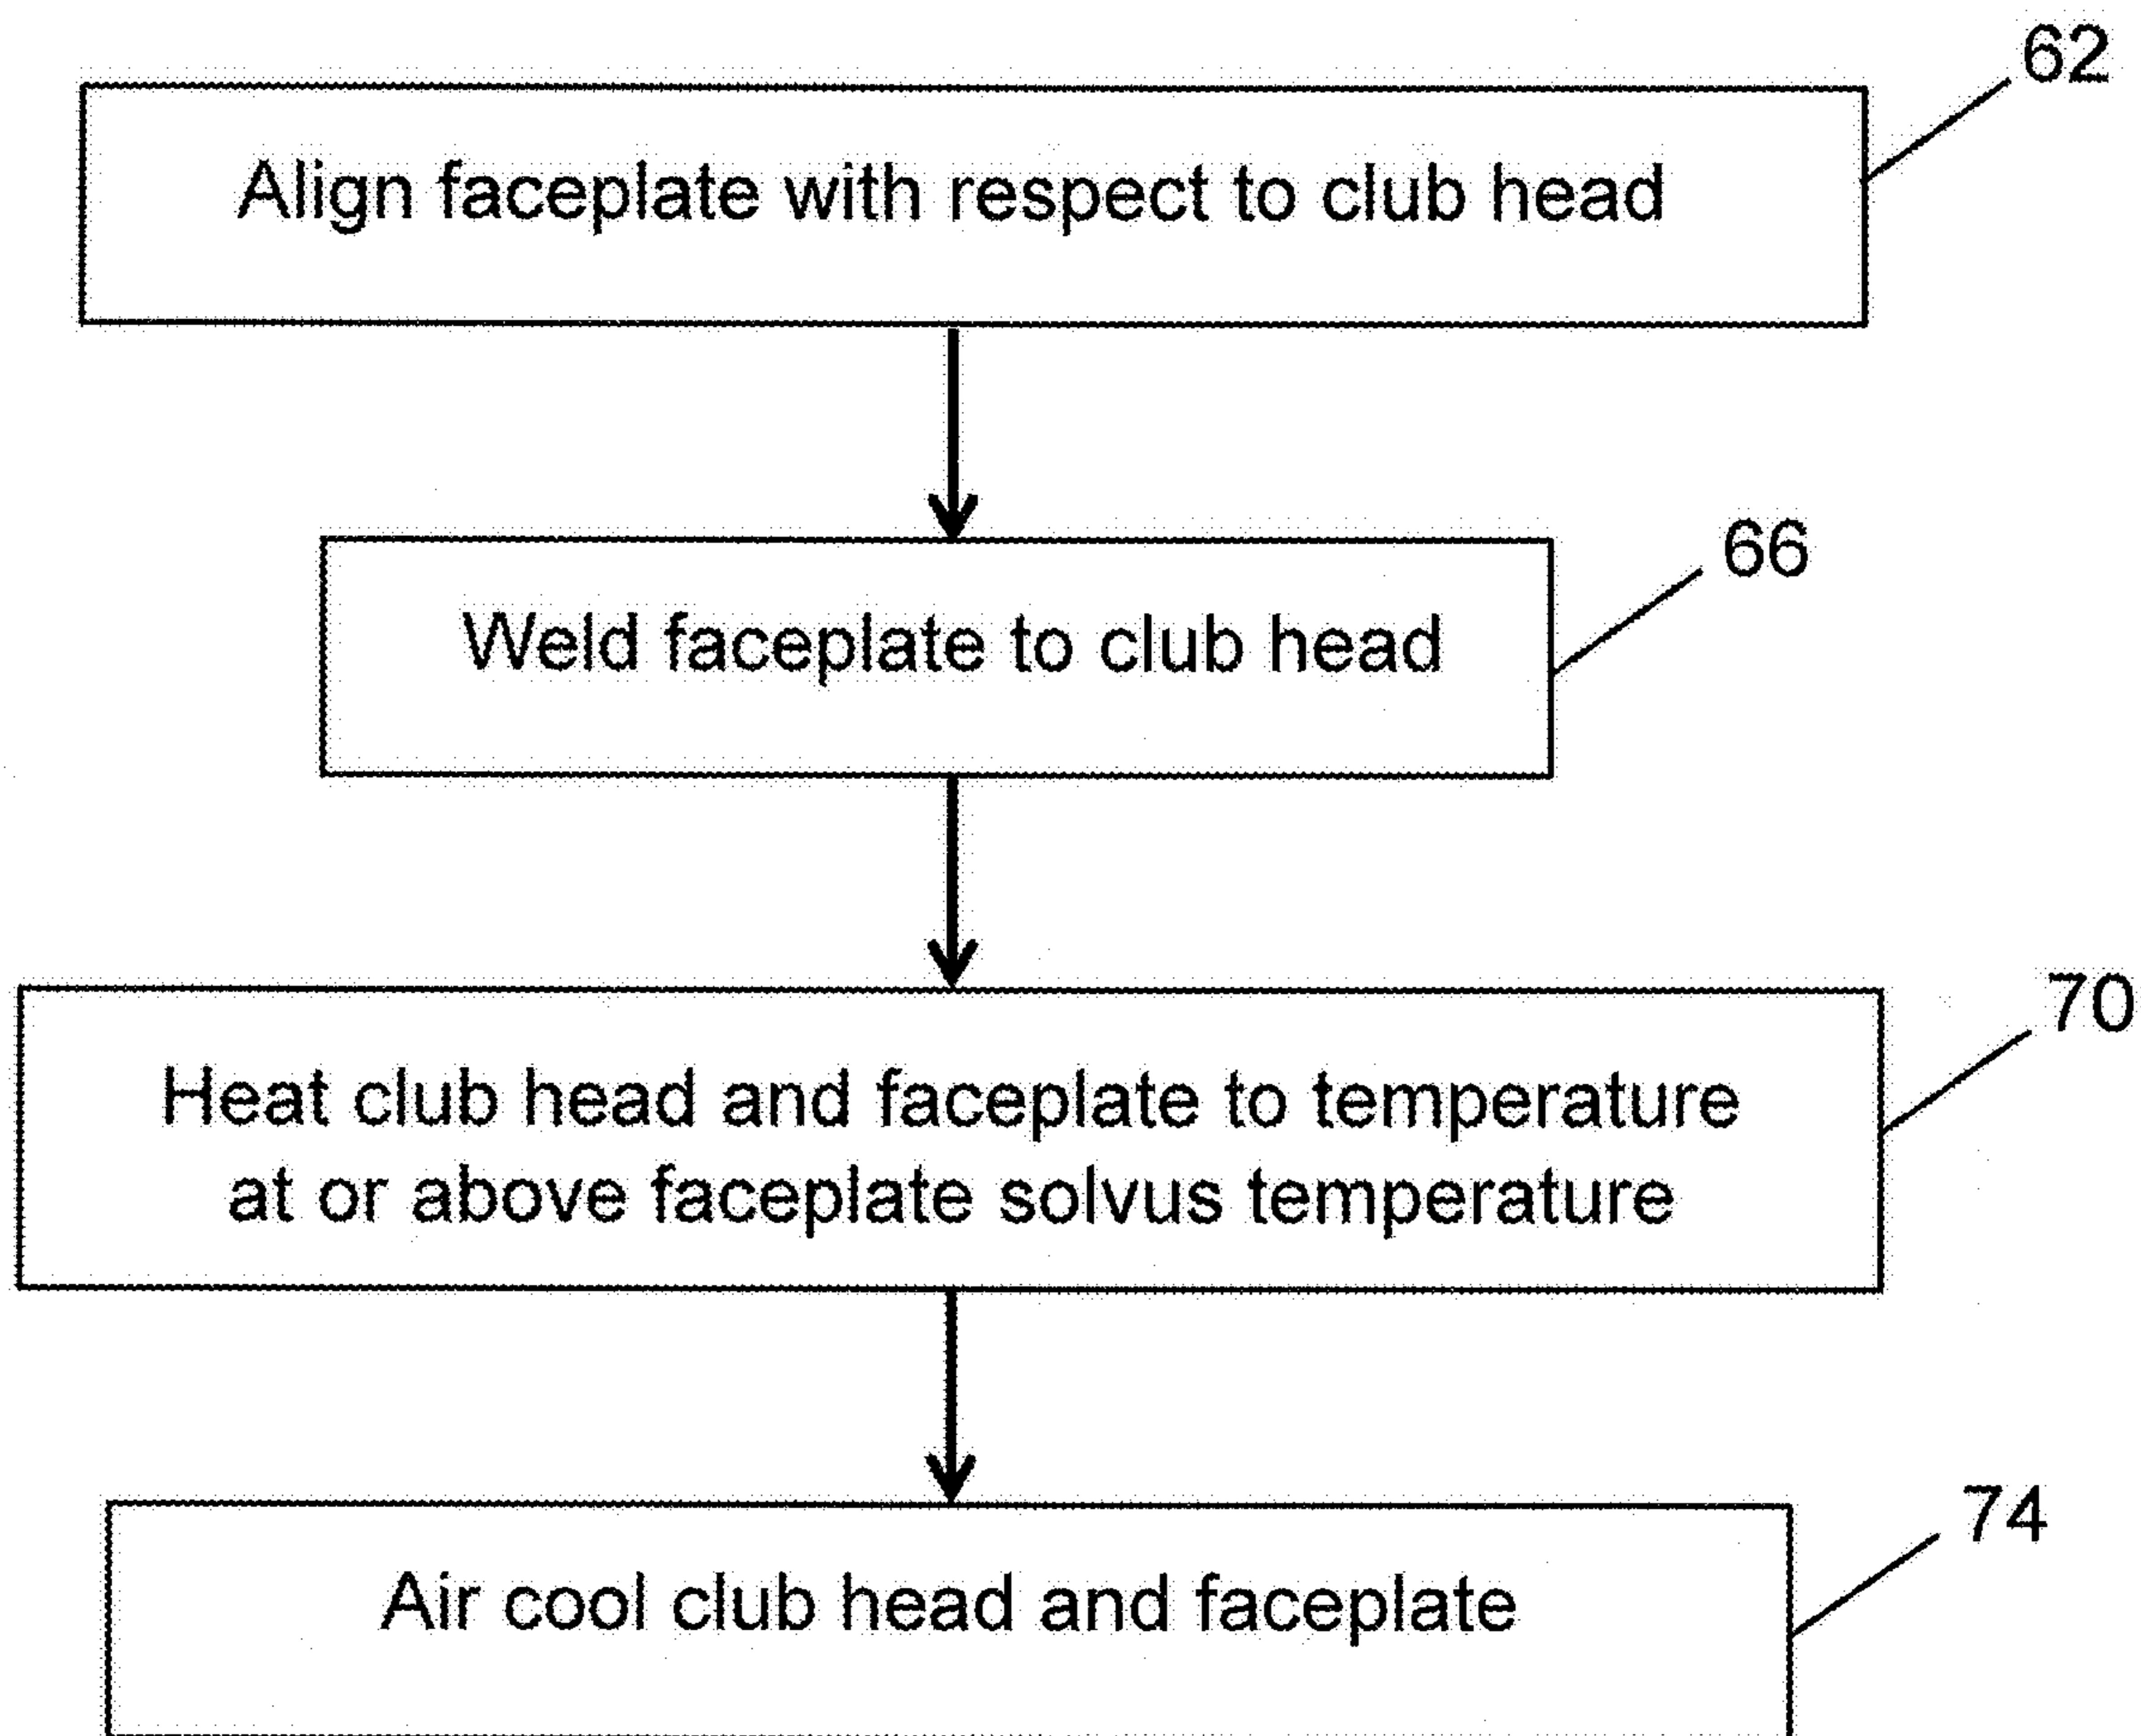 62
Align faceplate with respect to club head
66
Weld faceplate to club head
70
Heat club head and faceplate to temperature
at or above faceplate solvus temperature
74
Air cool club head and faceplate